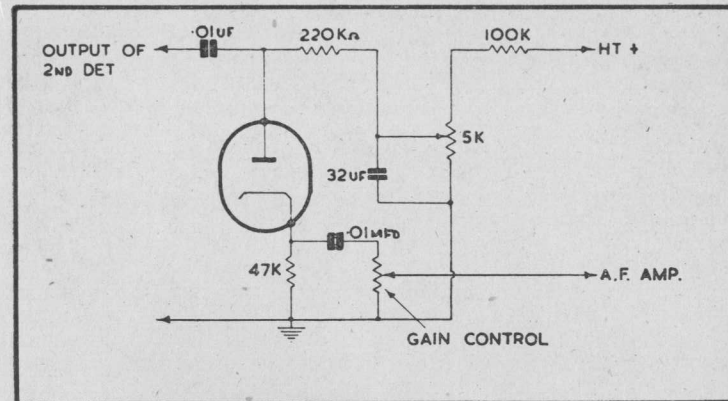 .01UF
220KΩ
100K
OUTPUT OF
2ND DET
HT +
5K
32UF
.01MFD
47K
A.F. AMP.
GAIN CONTROL